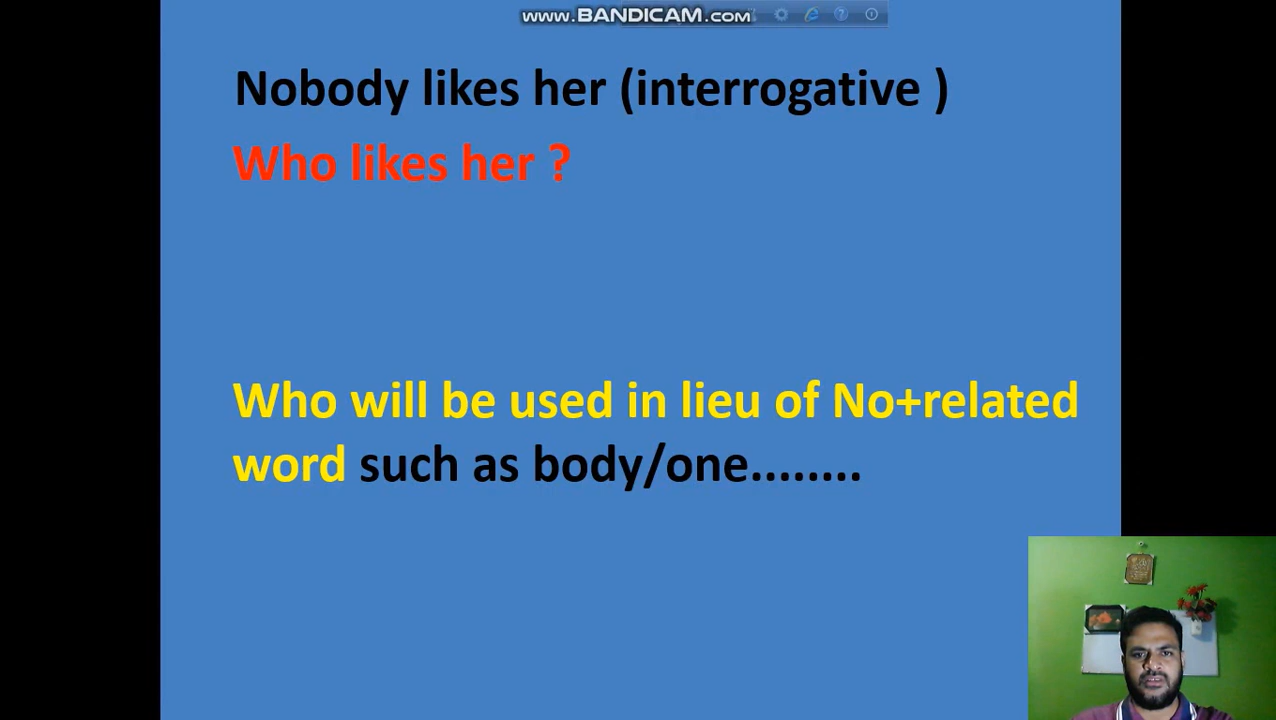 www.BANDICAM.com
Nobody likes her (interrogative )
Who likes her ?
Who will be used in lieu of No+related
word such as body/one........